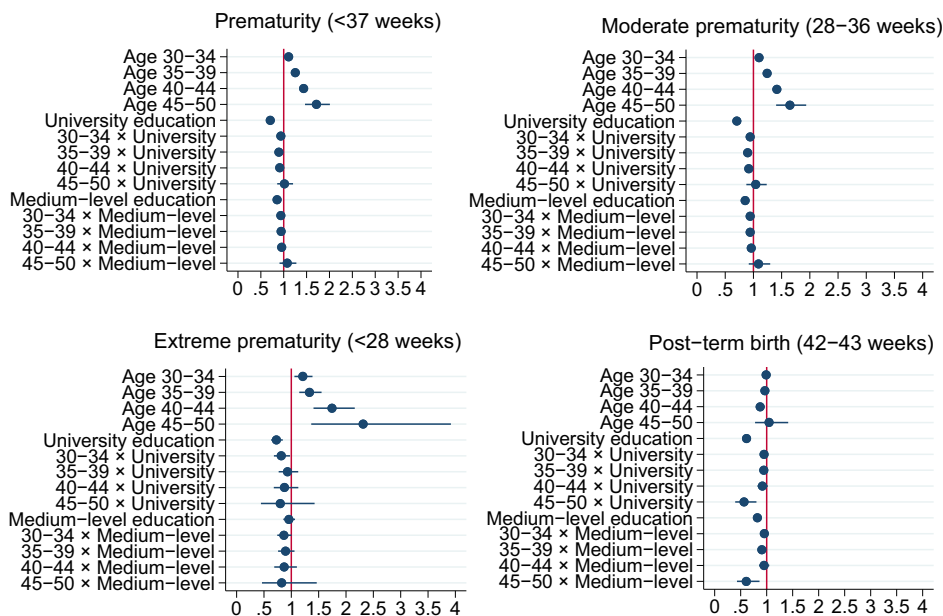 Prematurity (<37 weeks)
Age 30−34
Age 35−39
Age 40−44
Age 45−50
University education
30−34 × University
35−39 × University
40−44 × University
45−50 × University
Medium−level education
30−34 × Medium−level
35−39 × Medium−level
40−44 × Medium−level
45−50 × Medium−level
0 .5 1 1.5 2 2.5 3 3.5 4
Moderate prematurity (28−36 weeks)
Age 30−34
Age 35−39
Age 40−44
Age 45−50
University education
30−34 × University
35−39 × University
40−44 × University
45−50 × University
Medium−level education
30−34 × Medium−level
35−39 × Medium−level
40−44 × Medium−level
45−50 × Medium−level
0 .5 1 1.5 2 2.5 3 3.5 4
Extreme prematurity (<28 weeks)
Age 30−34
Age 35−39
Age 40−44
Age 45−50
University education
30−34 × University
35−39 × University
40−44 × University
45−50 × University
Medium−level education
30−34 × Medium−level
35−39 × Medium−level
40−44 × Medium−level
45−50 × Medium−level
0 .5 1 1.5 2 2.5 3 3.5 4
Post−term birth (42−43 weeks)
Age 30−34
Age 35−39
Age 40−44
Age 45−50
University education
30−34 × University
35−39 × University
40−44 × University
45−50 × University
Medium−level education
30−34 × Medium−level
35−39 × Medium−level
40−44 × Medium−level
45−50 × Medium−level
0 .5 1 1.5 2 2.5 3 3.5 4